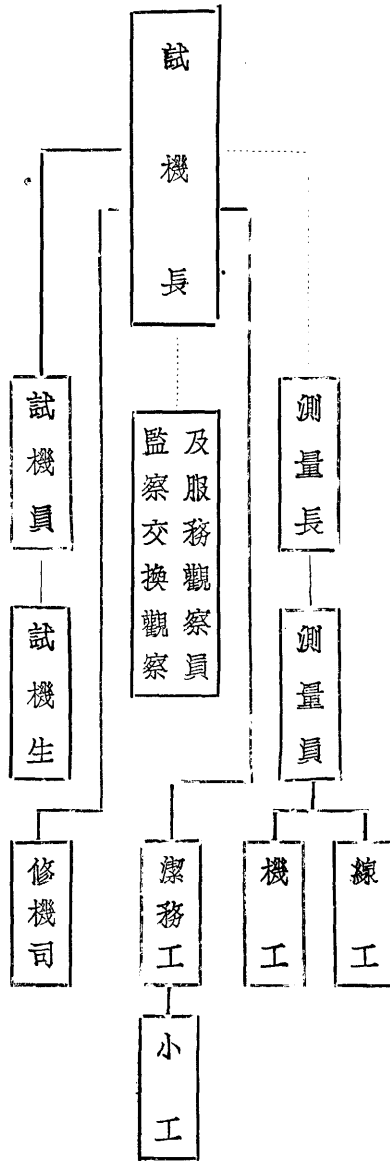 試機長
測量長
測量員
線工
機工
及服務觀察員
監察交換觀察
潔務工
小工
試機員
試機生
修機司